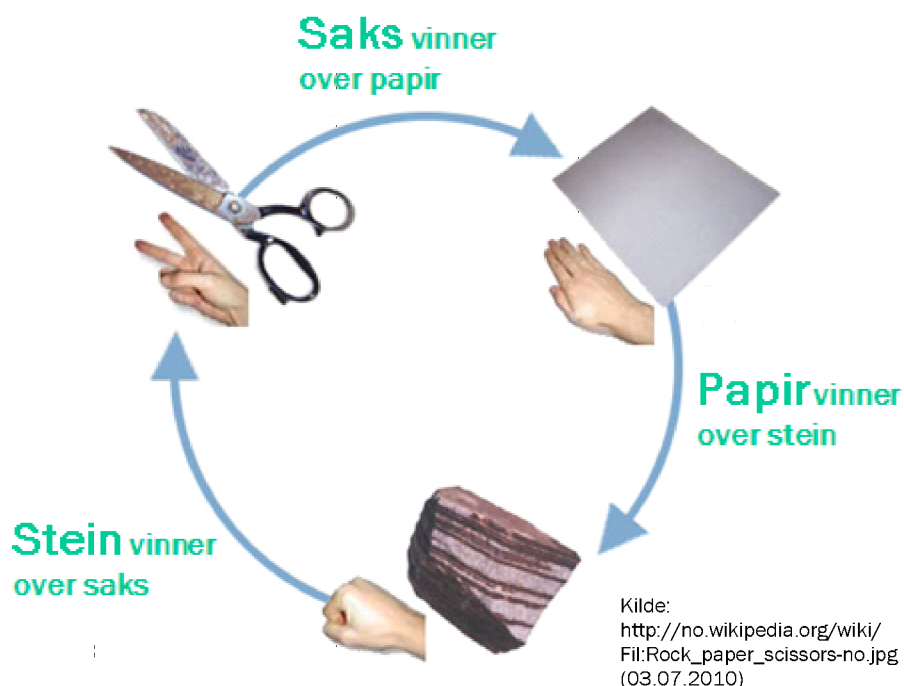 Saks vinner
over papir
Papir vinner
over stein
Stein vinner
over saks
Kilde:
http://no.wikipedia.org/wiki/
Fil:Rock_paper_scissors-no.jpg
(03.07.2010)